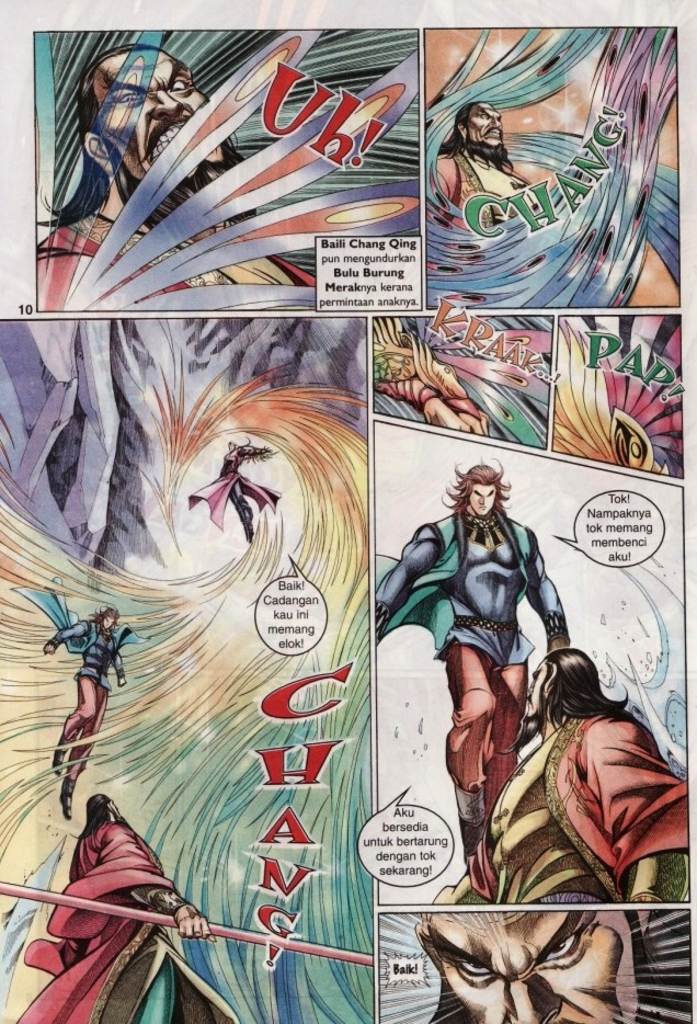 Uh!
Baili Chang Qing
pun mengundurkan
Bulu Burung
Meraknya kerana
permintaan anaknya.
CHANG!
10
Baik!
Cadangan
kau ini
memang
elok!
CHANG!
KRAAK..!
PAP!
Tok!
Nampaknya
tok memang
membenci
aku!
Aku
bersedia
untuk bertarung
dengan tok
sekarang!
Baik!